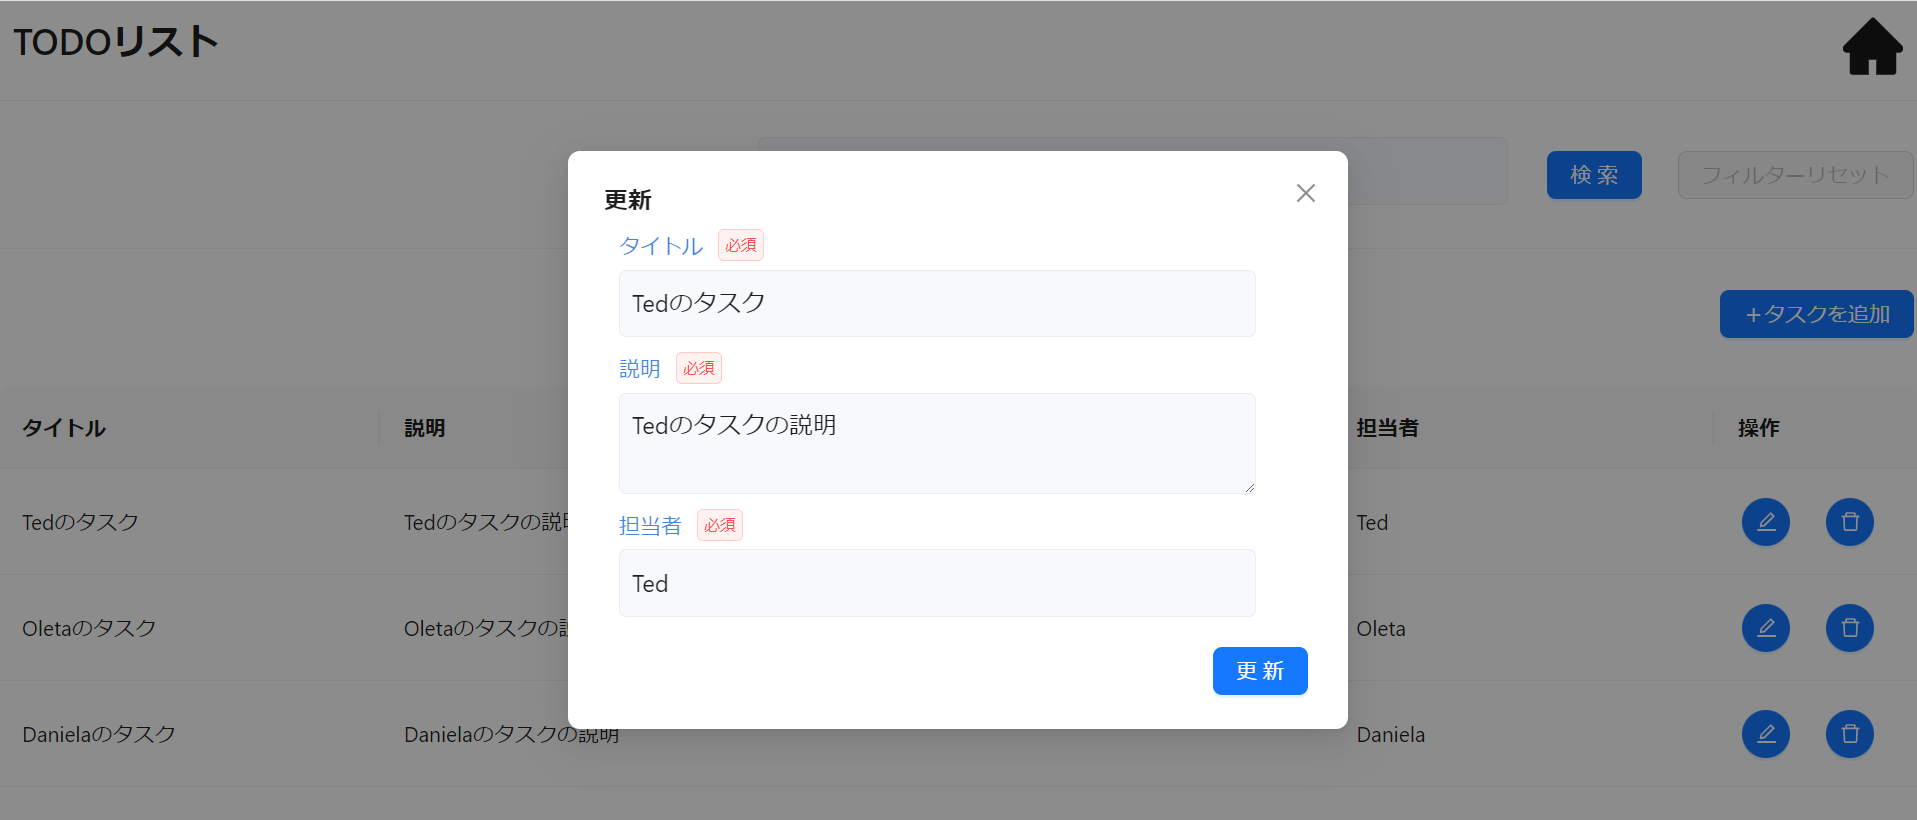 TODOリスト
検索
フィルターリセット
+タスクを追加
更新
タイトル 必須
Tedのタスク
説明 必須
Tedのタスクの説明
担当者 必須
Ted
更新
タイトル 説明 担当者 操作
Tedのタスク Tedのタスクの説 Ted
Oletaのタスク Oletaのタスクの Oleta
Danielaのタスク Danielaのタスクの説明 Daniela